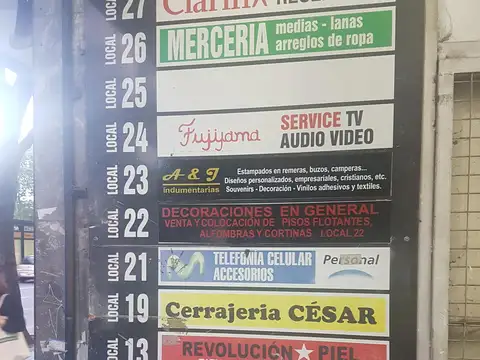 LOCAL 27 Clarín
LOCAL 26 MERCERIA medias - lanas
arreglos de ropa
LOCAL 25
LOCAL 24 Fujiyama SERVICE TV
AUDIO VIDEO
LOCAL 23 A & J
indumentarias
Estampados en remeras, buzos, camperas...
Diseños personalizados, empresariales, cristianos, etc.
Souvenirs - Decoración - Vinilos adhesivos y textiles.
LOCAL 22 DECORACIONES EN GENERAL
VENTA Y COLOCACIÓN DE PISOS FLOTANTES,
ALFOMBRAS Y CORTINAS LOCAL 22
LOCAL 21 TELEFONÍA CELULAR
ACCESORIOS
Personal
LOCAL 19 Cerrajería CÉSAR
LOCAL 13 REVOLUCIÓN ★ PIEL